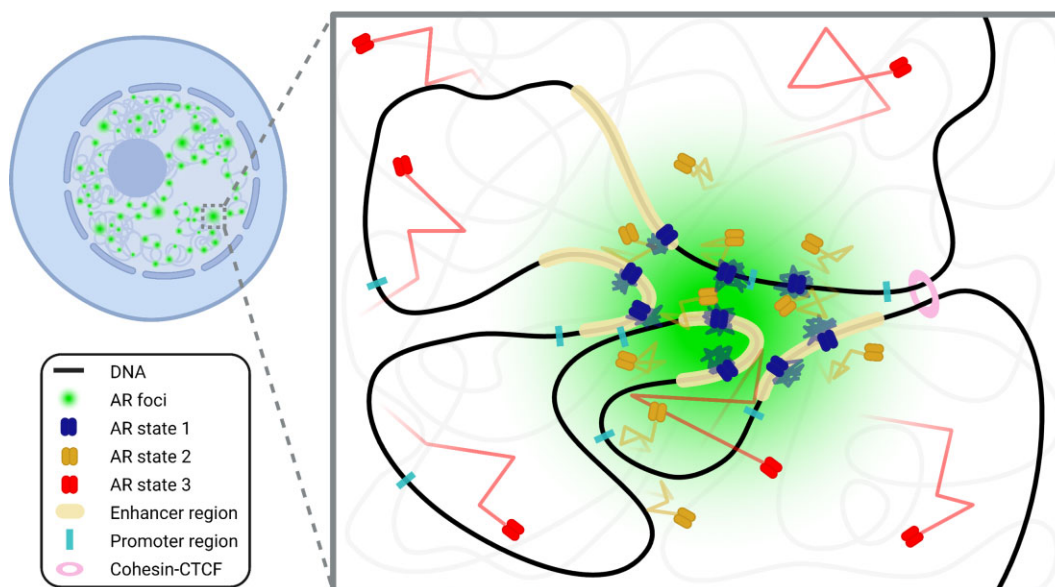 DNA
AR foci
AR state 1
AR state 2
AR state 3
Enhancer region
Promoter region
Cohesin-CTCF